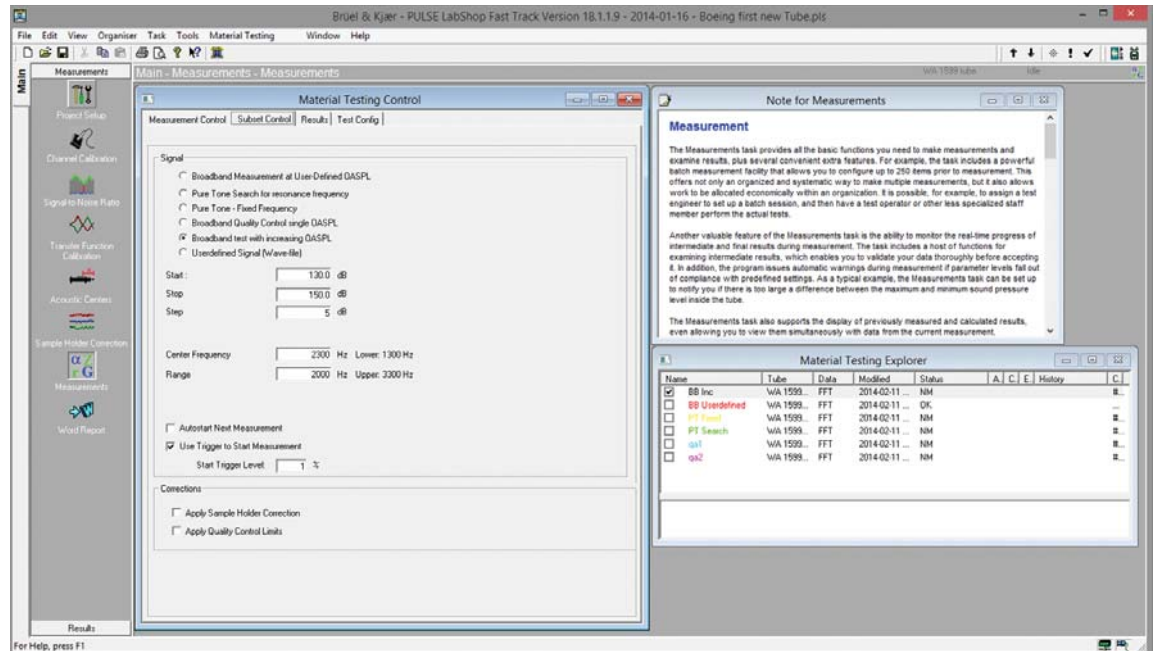 Brüel & Kjær - PULSE LabShop Fast Track Version 18.1.1.9 - 2014-01-16 - Boeing first new Tube.pls
File Edit View Organiser Task Tools Material Testing Window Help
Main
Measurements
Project Setup
Channel Calibration
Signal-to-Noise Ratio
Transfer Function
Calibration
Acoustic Centers
Sample Holder Correction
Measurements
Word Report
Results
Main - Measurements - Measurements
WA 1599 tube
Idle
Material Testing Control
Measurement Control Subset Control Results Test Config
Signal
Broadband Measurement at User-Defined OASPL
Pure Tone Search for resonance frequency
Pure Tone - Fixed Frequency
Broadband Quality Control single OASPL
Broadband test with increasing OASPL
Userdefined Signal (Wave-file)
Start : 130.0 dB
Stop 150.0 dB
Step 5 dB
Center Frequency 2300 Hz Lower: 1300 Hz
Range 2000 Hz Upper: 3300 Hz
Autostart Next Measurement
Use Trigger to Start Measurement
Start Trigger Level: 1 %
Corrections
Apply Sample Holder Correction
Apply Quality Control Limits
Note for Measurements
Measurement
The Measurements task provides all the basic functions you need to make measurements and
examine results, plus several convenient extra features. For example, the task includes a powerful
batch measurement facility that allows you to configure up to 250 items prior to measurement. This
offers not only an organized and systematic way to make multiple measurements, but it also allows
work to be allocated economically within an organization. It is possible, for example, to assign a test
engineer to set up a batch session, and then have a test operator or other less specialized staff
member perform the actual tests.
Another valuable feature of the Measurements task is the ability to monitor the real-time progress of
intermediate and final results during measurement. The task includes a host of functions for
examining intermediate results, which enables you to validate your data thoroughly before accepting
it. In addition, the program issues automatic warnings during measurement if parameter levels fall out
of compliance with predefined settings. As a typical example, the Measurements task can be set up
to notify you if there is too large a difference between the maximum and minimum sound pressure
level inside the tube.
The Measurements task also supports the display of previously measured and calculated results,
even allowing you to view them simultaneously with data from the current measurement.
Material Testing Explorer
Name Tube Data Modified Status A. C. E. History C.
BB Inc WA 1599... FFT 2014-02-11 ... NM #...
BB Userdefined WA 1599... FFT 2014-02-11 ... OK ...
PT Fixed WA 1599... FFT 2014-02-11 ... NM #...
PT Search WA 1599... FFT 2014-02-11 ... NM #...
qa1 WA 1599... FFT 2014-02-11 ... NM #...
qa2 WA 1599... FFT 2014-02-11 ... NM #...
For Help, press F1